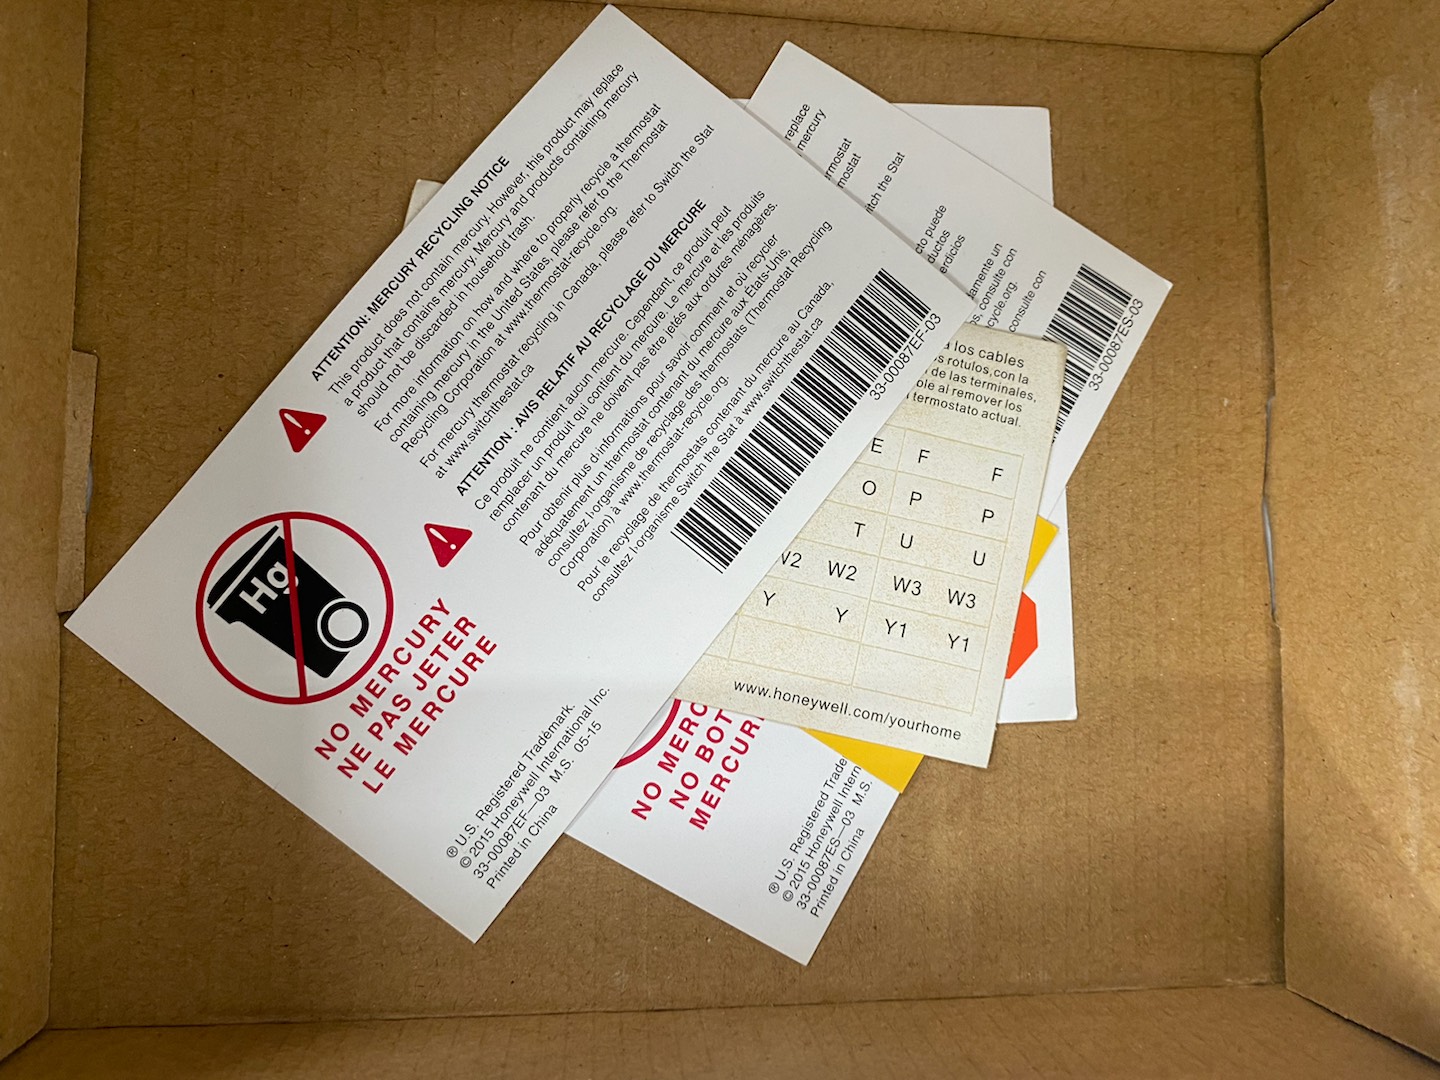 ATTENTION: MERCURY RECYCLING NOTICE
This product does not contain mercury. However, this product may replace
a product that contains mercury. Mercury and products containing mercury
should not be discarded in household trash.
For more information on how and where to properly recycle a thermostat
containing mercury in the United States, please refer to the Thermostat
Recycling Corporation at www.thermostat-recycle.org.
For mercury thermostat recycling in Canada, please refer to Switch the Stat
at www.switchthestat.ca
ATTENTION : AVIS RELATIF AU RECYCLAGE DU MERCURE
Ce produit ne contient aucun mercure. Cependant, ce produit peut
remplacer un produit qui contient du mercure. Le mercure et les produits
contenant du mercure ne doivent pas être jetés aux ordures ménagères.
Pour obtenir plus d›informations pour savoir comment et où recycler
adéquatement un thermostat contenant du mercure aux États-Unis,
consultez l›organisme de recyclage des thermostats (Thermostat Recycling
Corporation) à www.thermostat-recycle.org.
Pour le recyclage de thermostats contenant du mercure au Canada,
consultez l›organisme Switch the Stat à www.switchthestat.ca
33-00087EF-03
Hg
NO MERCURY
NE PAS JETER
LE MERCURE
® U.S. Registered Trademark.
© 2015 Honeywell International Inc.
33-00087EF—03 M.S. 05-15
Printed in China
replace
mercury
rmostat
mostat
itch the Stat
cto puede
ductos
erdicios
amente un
s, consulte con
cycle.org.
consulte con
33-00087ES-03
a los cables
s rotulos,con la
de las terminales,
ole al remover los
termostato actual.
E F F
O P P
T U U
W2 W2 W3 W3
Y Y Y1 Y1
www.honeywell.com/yourhome
NO MERC
NO BOT
MERCURI
® U.S. Registered Trade
© 2015 Honeywell Intern
33-00087ES—03 M.S.
Printed in China